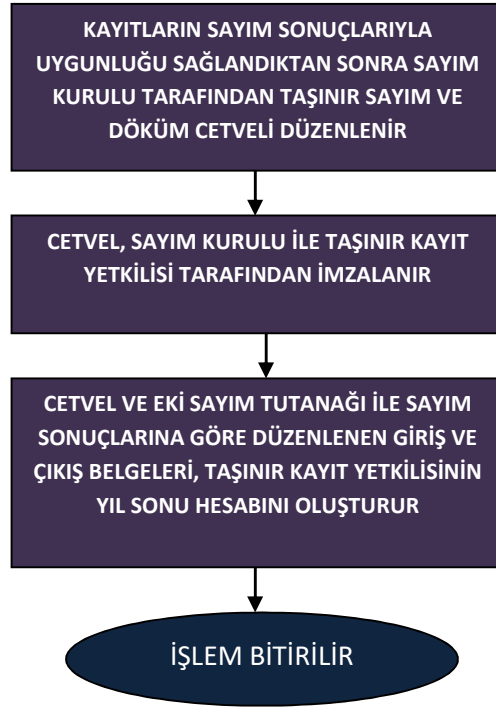 KAYITLARIN SAYIM SONUÇLARIYLA
UYGUNLUĞU SAĞLANDIKTAN SONRA SAYIM
KURULU TARAFINDAN TAŞINIR SAYIM VE
DÖKÜM CETVELİ DÜZENLENİR
CETVEL, SAYIM KURULU İLE TAŞINIR KAYIT
YETKİLİSİ TARAFINDAN İMZALANIR
CETVEL VE EKİ SAYIM TUTANAĞI İLE SAYIM
SONUÇLARINA GÖRE DÜZENLENEN GİRİŞ VE
ÇIKIŞ BELGELERİ, TAŞINIR KAYIT YETKİLİSİNİN
YIL SONU HESABINI OLUŞTURUR
İŞLEM BİTİRİLİR